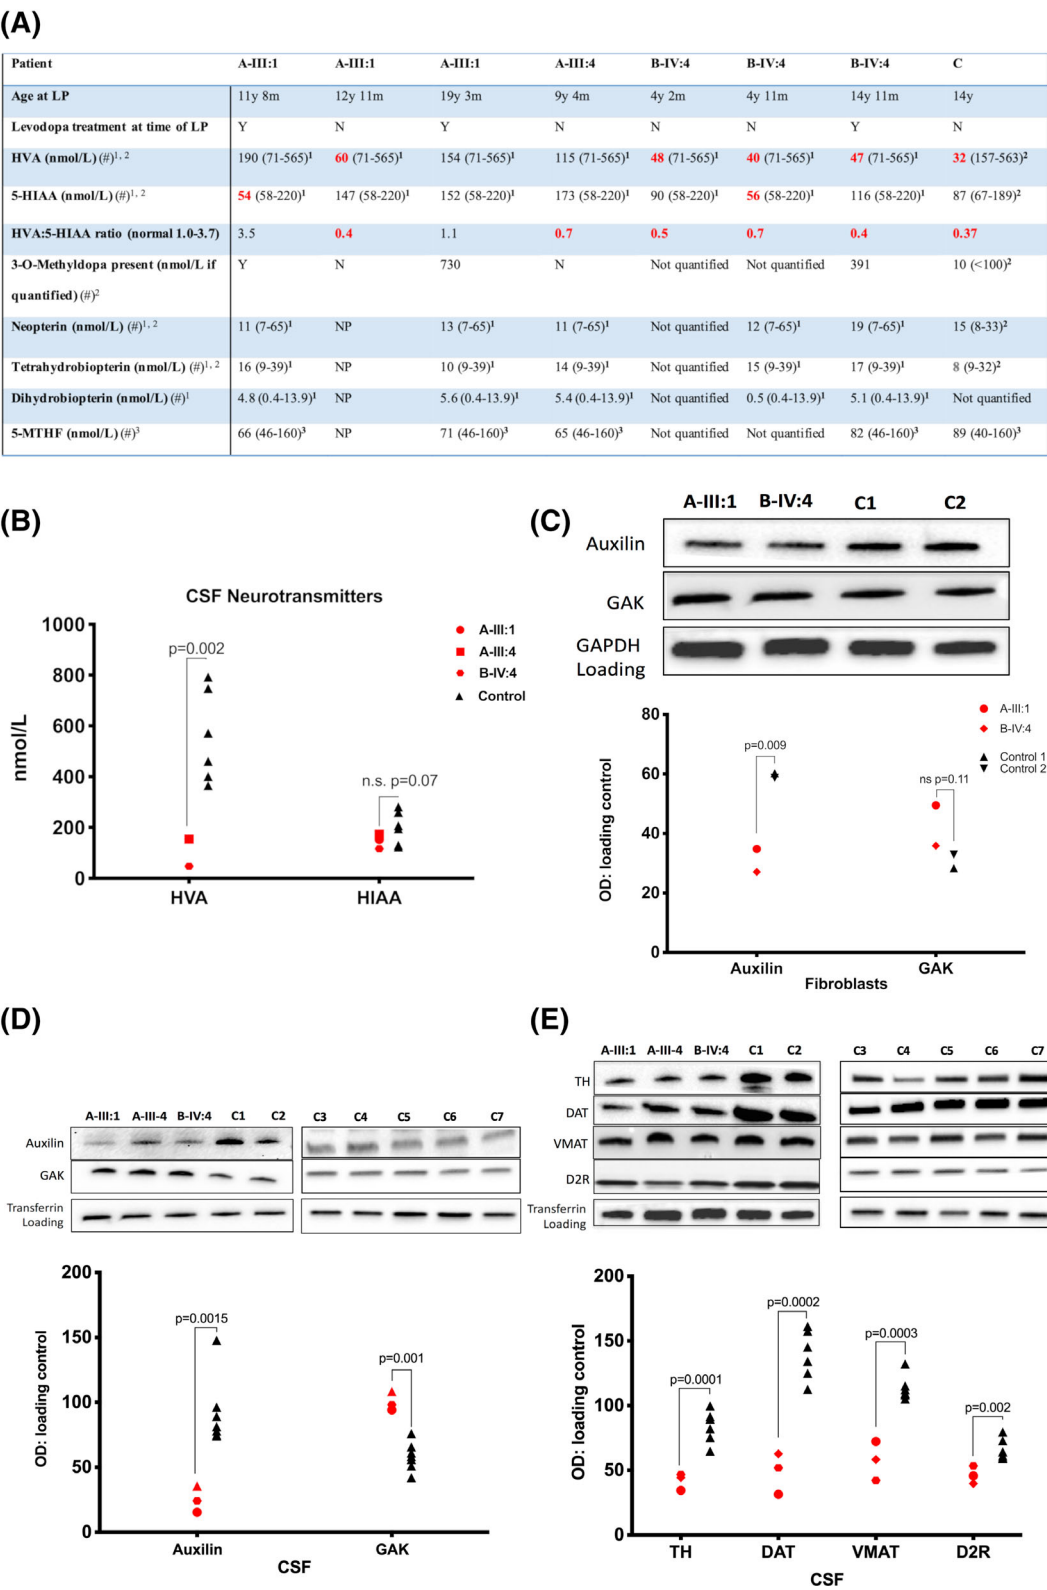 (A)
Patient A-III:1 A-III:1 A-III:1 A-III:4 B-IV:4 B-IV:4 B-IV:4 C
Age at LP 11y 8m 12y 11m 19y 3m 9y 4m 4y 2m 4y 11m 14y 11m 14y
Levodopa treatment at time of LP Y N Y N N N Y N
HVA (nmol/L) (#)1, 2 190 (71-565)1 60 (71-565)1 154 (71-565)1 115 (71-565)1 48 (71-565)1 40 (71-565)1 47 (71-565)1 32 (157-563)2
5-HIAA (nmol/L) (#)1, 2 54 (58-220)1 147 (58-220)1 152 (58-220)1 173 (58-220)1 90 (58-220)1 56 (58-220)1 116 (58-220)1 87 (67-189)2
HVA:5-HIAA ratio (normal 1.0-3.7) 3.5 0.4 1.1 0.7 0.5 0.7 0.4 0.37
3-O-Methyldopa present (nmol/L if Y N 730 N Not quantified Not quantified 391 10 (<100)2
quantified) (#)2
Neopterin (nmol/L) (#)1, 2 11 (7-65)1 NP 13 (7-65)1 11 (7-65)1 Not quantified 12 (7-65)1 19 (7-65)1 15 (8-33)2
Tetrahydrobiopterin (nmol/L) (#)1, 2 16 (9-39)1 NP 10 (9-39)1 14 (9-39)1 Not quantified 15 (9-39)1 17 (9-39)1 8 (9-32)2
Dihydrobiopterin (nmol/L) (#)1 4.8 (0.4-13.9)1 NP 5.6 (0.4-13.9)1 5.4 (0.4-13.9)1 Not quantified 0.5 (0.4-13.9)1 5.1 (0.4-13.9)1 Not quantified
5-MTHF (nmol/L) (#)3 66 (46-160)3 NP 71 (46-160)3 65 (46-160)3 Not quantified Not quantified 82 (46-160)3 89 (40-160)3
(B)
CSF Neurotransmitters
1000
800
600
400
200
0
nmol/L
p=0.002
n.s. p=0.07
A-III:1
A-III:4
B-IV:4
Control
HVA HIAA
(C)
A-III:1 B-IV:4 C1 C2
Auxilin
GAK
GAPDH
Loading
80
60
40
20
0
OD: loading control
p=0.009
ns p=0.11
A-III:1
B-IV:4
Control 1
Control 2
Auxilin GAK
Fibroblasts
(D)
A-III:1 A-III-4 B-IV:4 C1 C2 C3 C4 C5 C6 C7
Auxilin
GAK
Transferrin
Loading
200
150
100
50
0
OD: loading control
p=0.0015
p=0.001
Auxilin GAK
CSF
(E)
A-III:1 A-III-4 B-IV:4 C1 C2 C3 C4 C5 C6 C7
TH
DAT
VMAT
D2R
Transferrin
Loading
200
150
100
50
0
OD: loading control
p=0.0001
p=0.0002
p=0.0003
p=0.002
TH DAT VMAT D2R
CSF